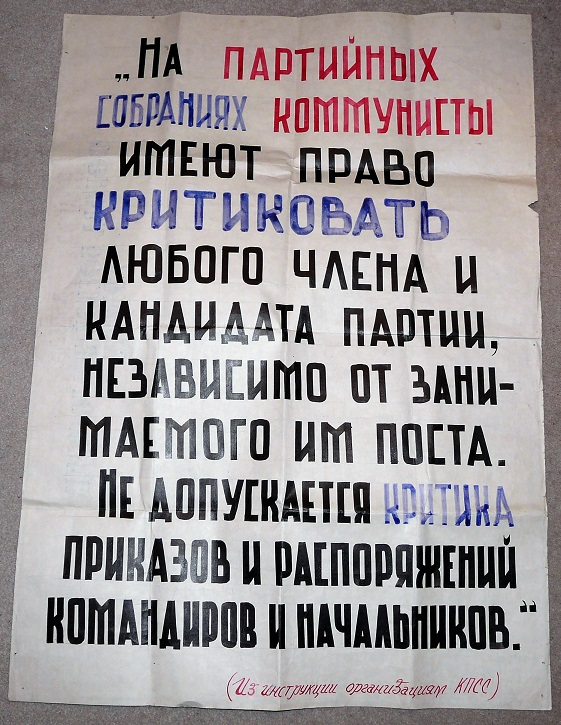 „На партийных
собраниях коммунисты
имеют право
критиковать
любого члена и
кандидата партии,
независимо от зани-
маемого им поста.
Не допускается критика
приказов и распоряжений
командиров и начальников.“
(Из инструкции организациям КПСС)